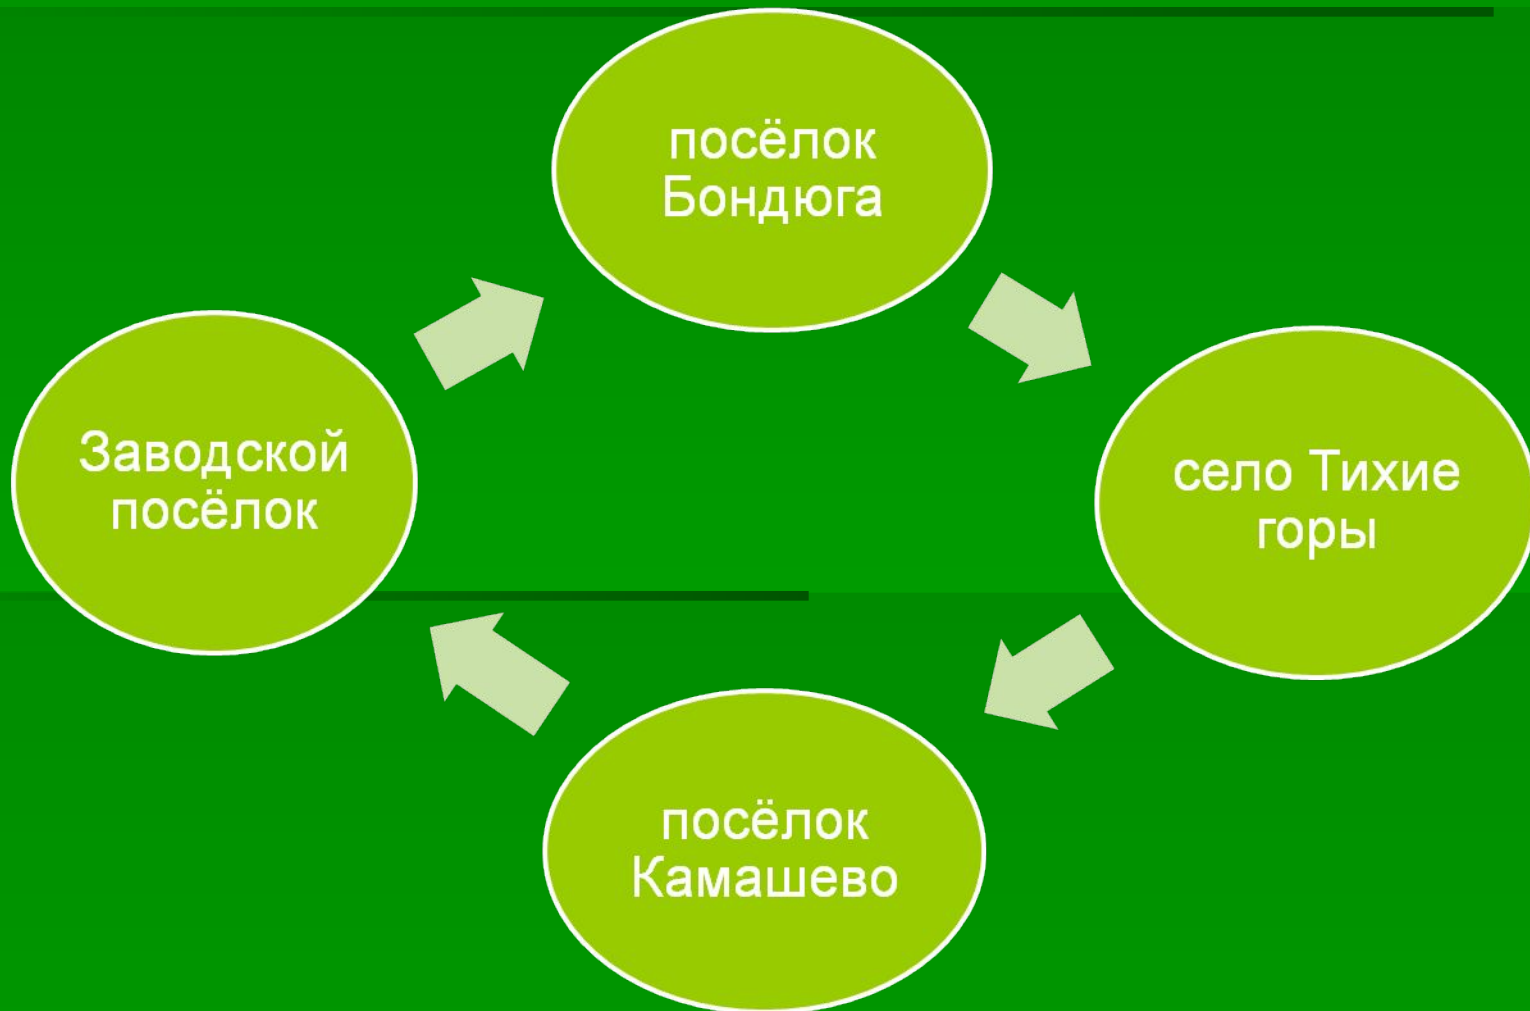 посёлок
Бондюга
Заводской
посёлок
село Тихие
горы
посёлок
Камашево